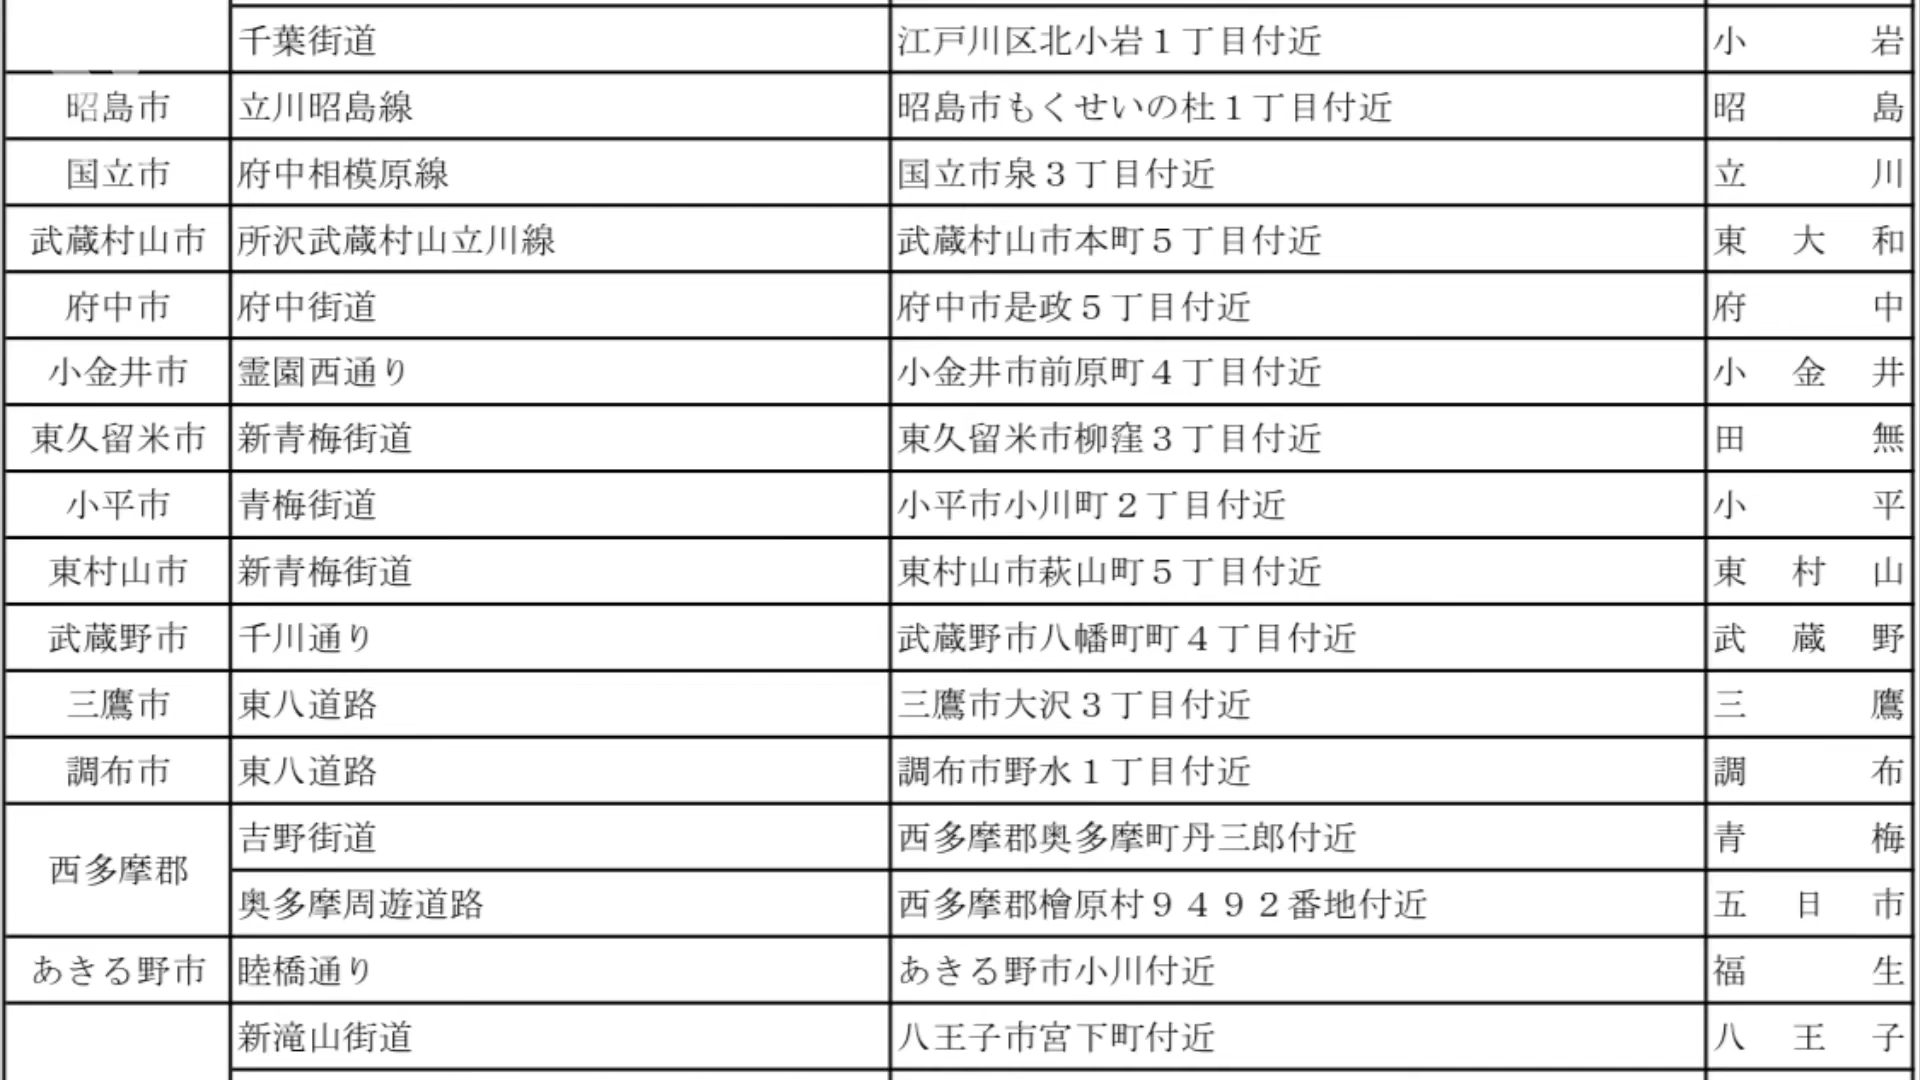 千葉街道 江戸川区北小岩１丁目付近 小岩
昭島市 立川昭島線 昭島市もくせいの杜１丁目付近 昭島
国立市 府中相模原線 国立市泉３丁目付近 立川
武蔵村山市 所沢武蔵村山立川線 武蔵村山市本町５丁目付近 東大和
府中市 府中街道 府中市是政５丁目付近 府中
小金井市 霊園西通り 小金井市前原町４丁目付近 小金井
東久留米市 新青梅街道 東久留米市柳窪３丁目付近 田無
小平市 青梅街道 小平市小川町２丁目付近 小平
東村山市 新青梅街道 東村山市萩山町５丁目付近 東村山
武蔵野市 千川通り 武蔵野市八幡町町４丁目付近 武蔵野
三鷹市 東八道路 三鷹市大沢３丁目付近 三鷹
調布市 東八道路 調布市野水１丁目付近 調布
西多摩郡 吉野街道 西多摩郡奥多摩町丹三郎付近 青梅
奥多摩周遊道路 西多摩郡檜原村９４９２番地付近 五日市
あきる野市 睦橋通り あきる野市小川付近 福生
新滝山街道 八王子市宮下町付近 八王子